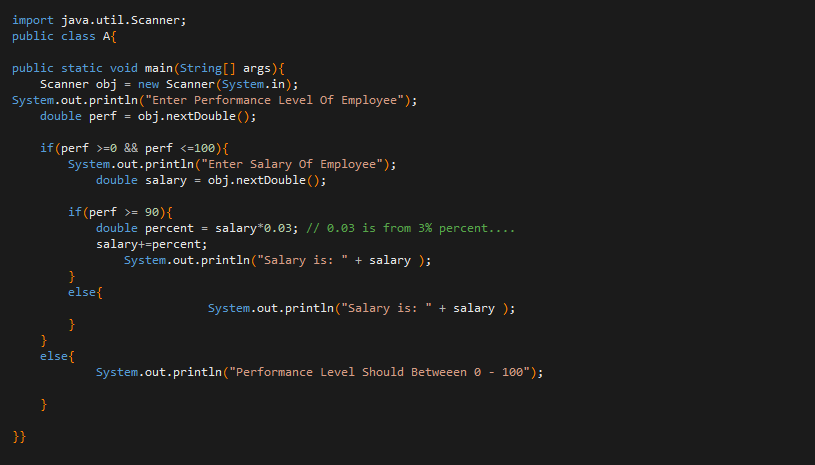 import java.util.Scanner;
public class A{
public static void main(String[] args){
Scanner obj = new Scanner(System.in);
System.out.println("Enter Performance Level Of Employee");
double perf = obj.nextDouble();
if(perf >=0 && perf <=100){
System.out.println("Enter Salary Of Employee");
double salary = obj.nextDouble();
if(perf >= 90){
double percent = salary*0.03; // 0.03 is from 3% percent....
salary+=percent;
System.out.println("Salary is: " + salary );
}
else{
System.out.println("Salary is: " + salary );
}
}
else{
System.out.println("Performance Level Should Betweeen 0 - 100");
}
}}